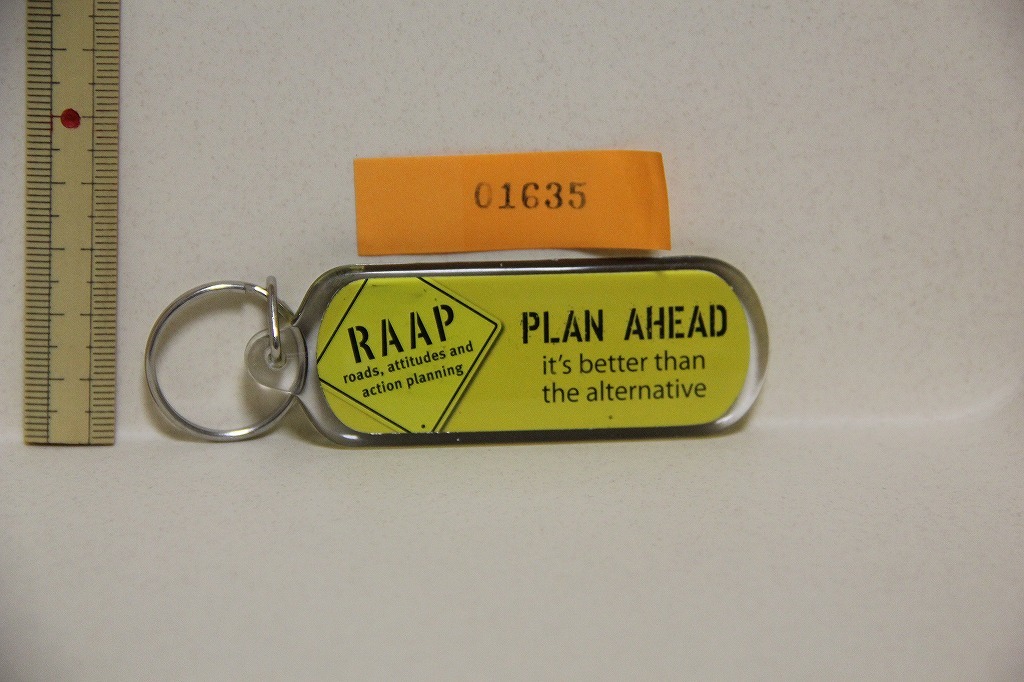 01635
RAAP
roads, attitudes and
action planning
PLAN AHEAD
it's better than
the alternative